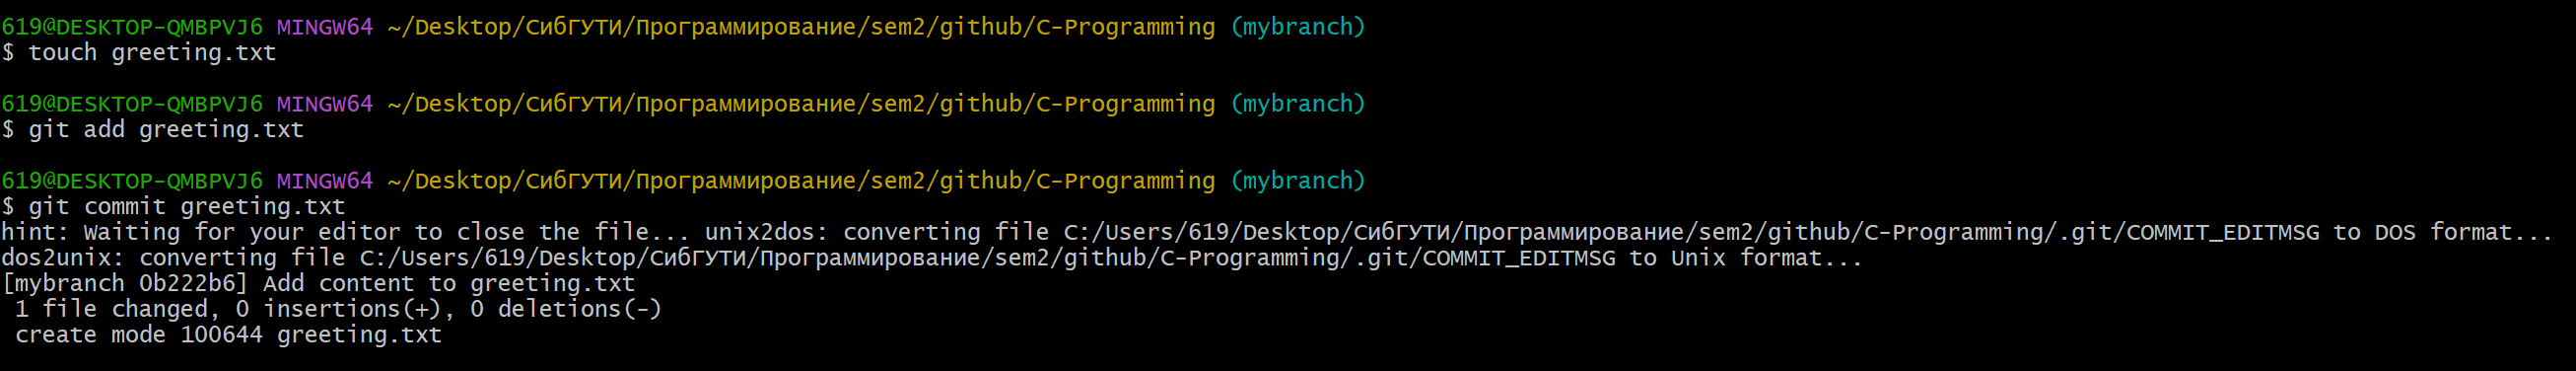 619@DESKTOP-QMBPVJ6 MINGW64 ~/Desktop/СибГУТИ/Программирование/sem2/github/C-Programming (mybranch)
$ touch greeting.txt
619@DESKTOP-QMBPVJ6 MINGW64 ~/Desktop/СибГУТИ/Программирование/sem2/github/C-Programming (mybranch)
$ git add greeting.txt
619@DESKTOP-QMBPVJ6 MINGW64 ~/Desktop/СибГУТИ/Программирование/sem2/github/C-Programming (mybranch)
$ git commit greeting.txt
hint: Waiting for your editor to close the file... unix2dos: converting file C:/Users/619/Desktop/СибГУТИ/Программирование/sem2/github/C-Programming/.git/COMMIT_EDITMSG to DOS format...
dos2unix: converting file C:/Users/619/Desktop/СибГУТИ/Программирование/sem2/github/C-Programming/.git/COMMIT_EDITMSG to Unix format...
[mybranch 0b222b6] Add content to greeting.txt
 1 file changed, 0 insertions(+), 0 deletions(-)
 create mode 100644 greeting.txt